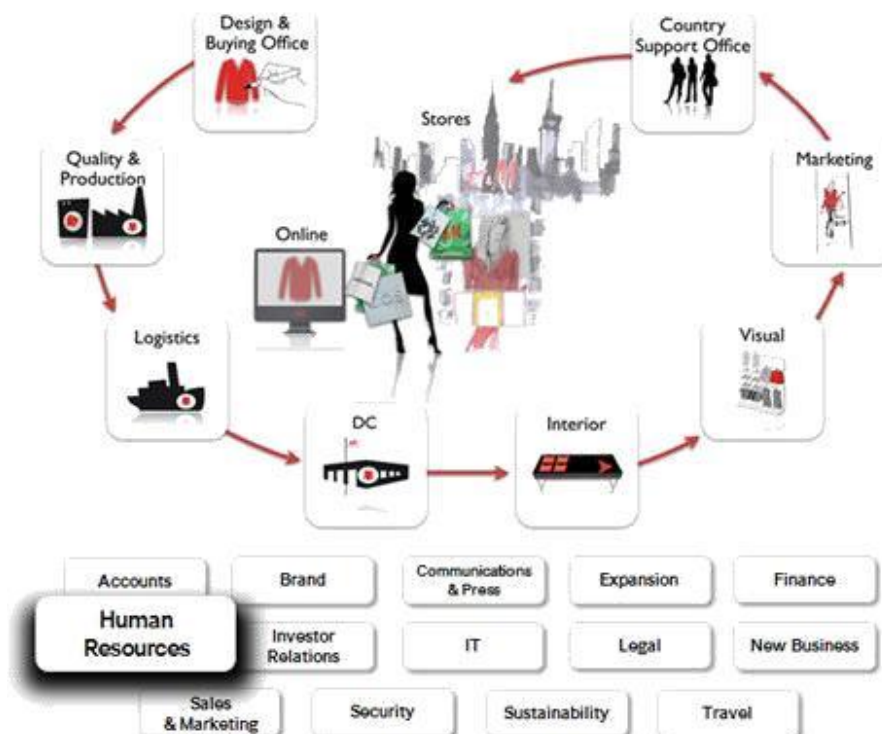 Design &
Buying Office
Country
Support Office
Stores
Quality &
Production
Marketing
Online
Logistics
Visual
DC
Interior
Accounts
Brand
Communications
& Press
Expansion
Finance
Human
Resources
Investor
Relations
IT
Legal
New Business
Sales
& Marketing
Security
Sustainability
Travel